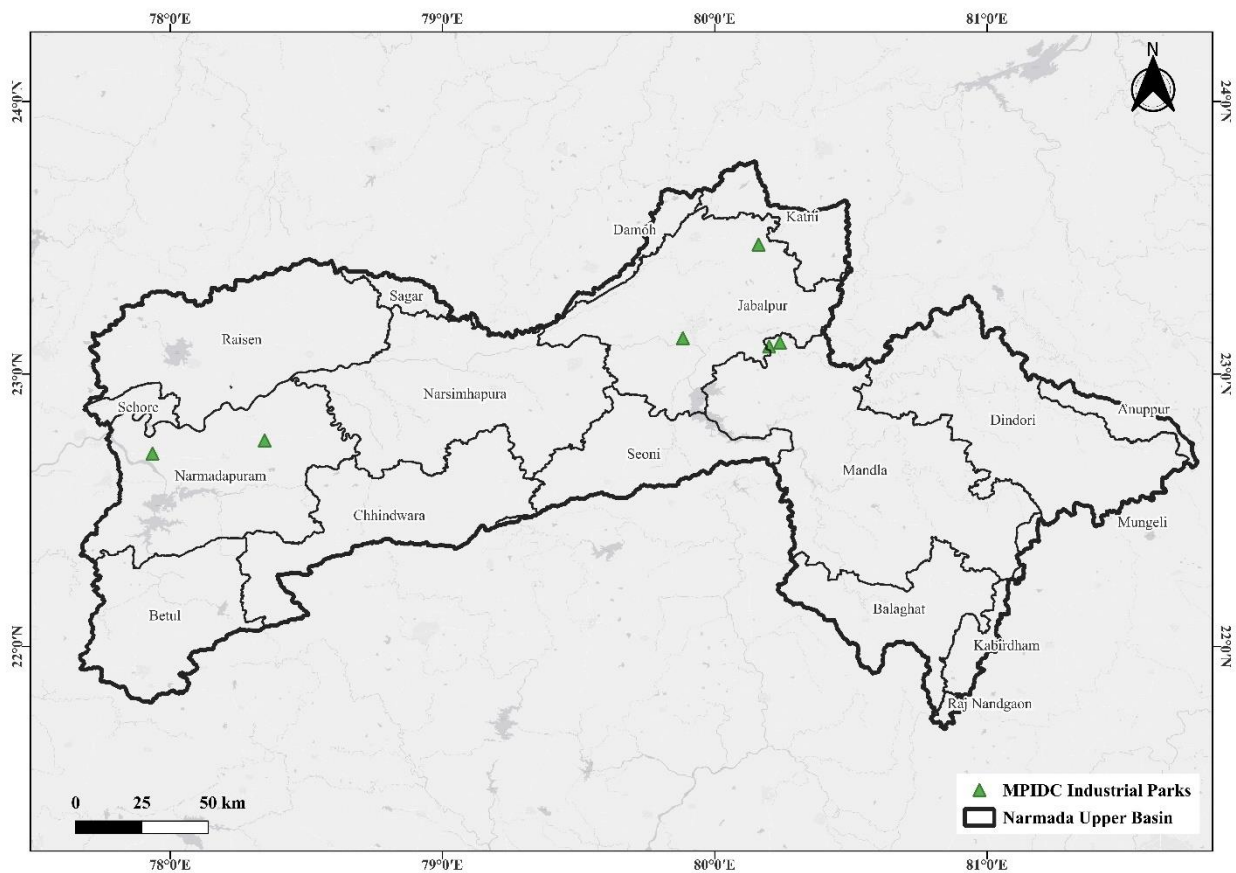 78°0'E 79°0'E 80°0'E 81°0'E
N
24°0'N 24°0'N
Katni
Damoh
Sagar
Jabalpur
Raisen
23°0'N 23°0'N
Narsimhapura
Sehore
Anuppur
Dindori
Seoni
Mandla
Narmadapuram
Chhindwara
Mungeli
Balaghat
Betul
22°0'N 22°0'N
Kabirdham
Raj Nandgaon
MPIDC Industrial Parks
0 25 50 km
Narmada Upper Basin
78°0'E 79°0'E 80°0'E 81°0'E